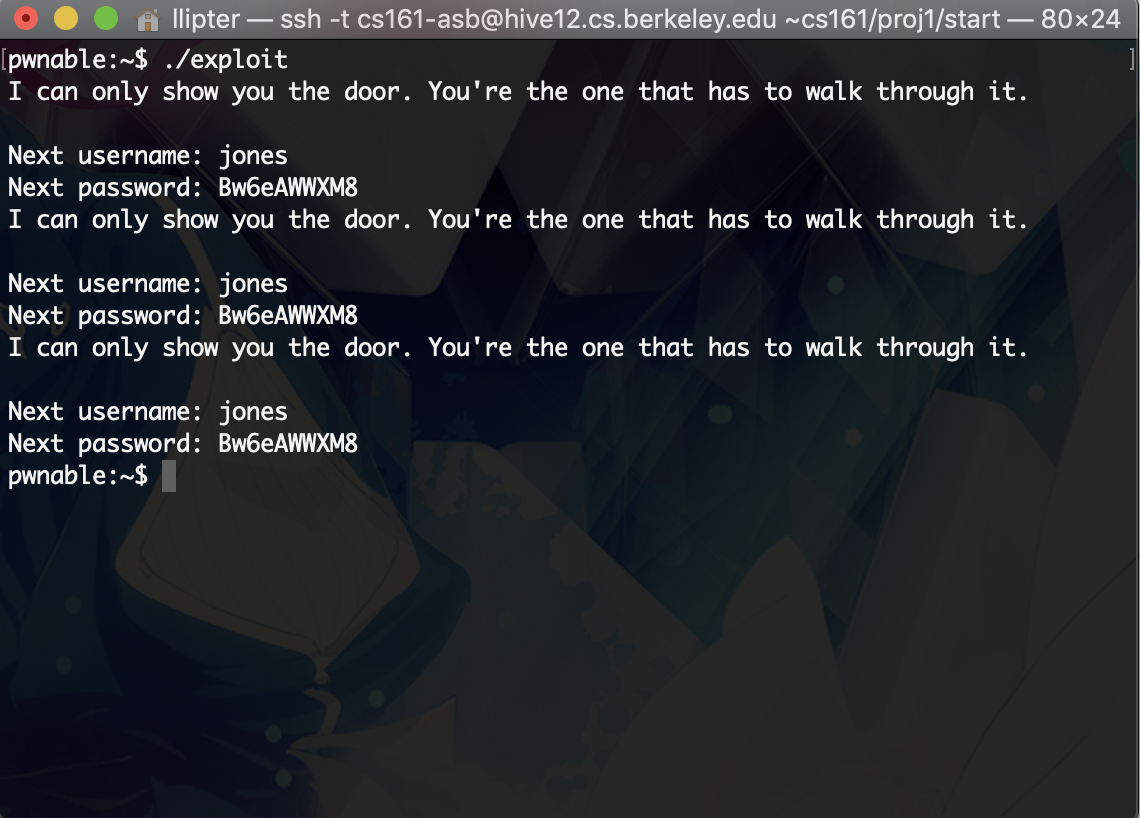 llipter — ssh -t cs161-asb@hive12.cs.berkeley.edu ~cs161/proj1/start — 80×24
[pwnable:~$ ./exploit ]
I can only show you the door. You're the one that has to walk through it.
Next username: jones
Next password: Bw6eAWWXM8
I can only show you the door. You're the one that has to walk through it.
Next username: jones
Next password: Bw6eAWWXM8
I can only show you the door. You're the one that has to walk through it.
Next username: jones
Next password: Bw6eAWWXM8
pwnable:~$